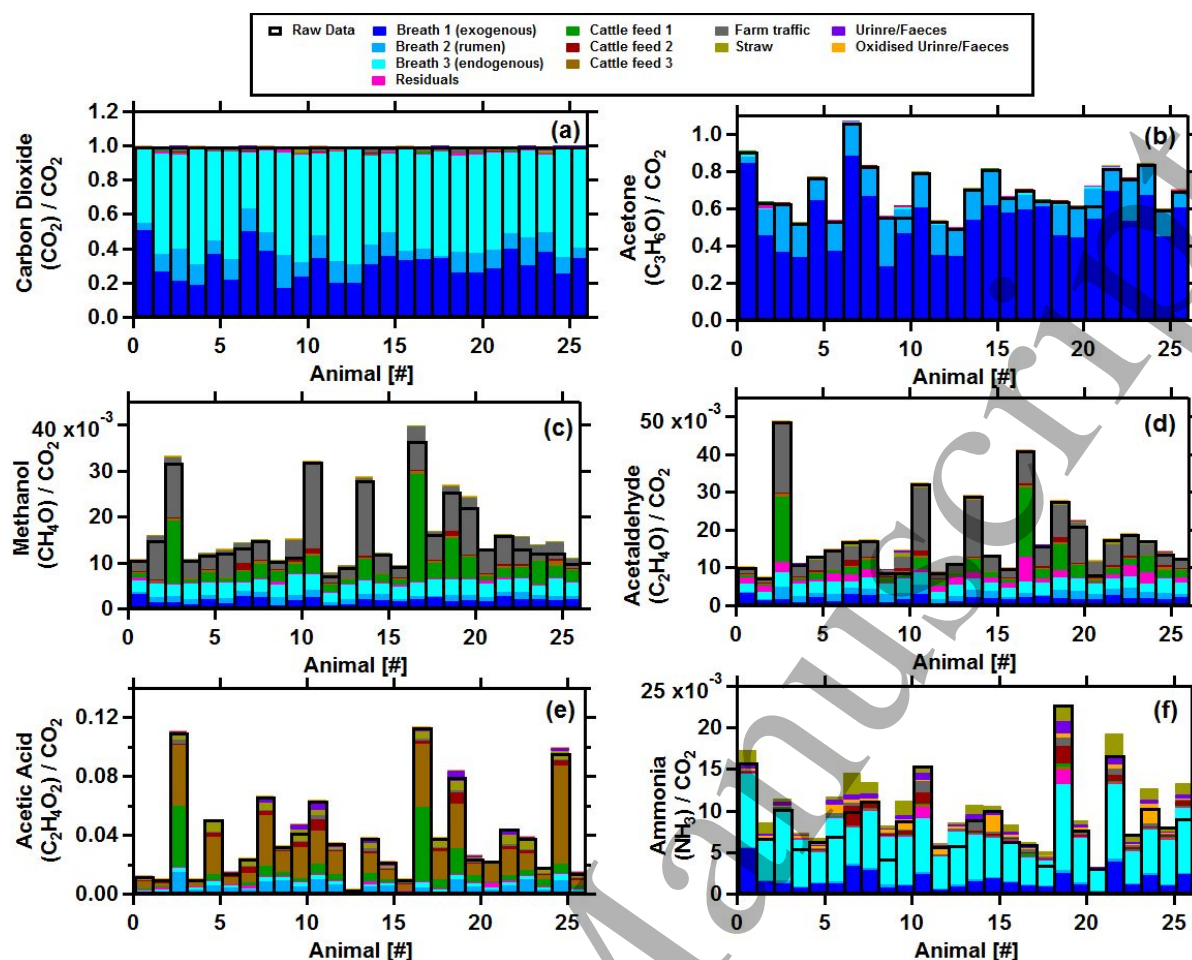 Raw Data Breath 1 (exogenous) Cattle feed 1 Farm traffic Urinre/Faeces
Breath 2 (rumen) Cattle feed 2 Straw Oxidised Urinre/Faeces
Breath 3 (endogenous) Cattle feed 3
Residuals
(a)
Carbon Dioxide
(CO2) / CO2
1.2
1.0
0.8
0.6
0.4
0.2
0.0
0 5 10 15 20 25
Animal [#]
(b)
Acetone
(C3H6O) / CO2
1.0
0.8
0.6
0.4
0.2
0.0
0 5 10 15 20 25
Animal [#]
(c)
Methanol
(CH4O) / CO2
40 x10-3
30
20
10
0
0 5 10 15 20 25
Animal [#]
(d)
Acetaldehyde
(C2H4O) / CO2
50 x10-3
40
30
20
10
0
0 5 10 15 20 25
Animal [#]
(e)
Acetic Acid
(C2H4O2) / CO2
0.12
0.08
0.04
0.00
0 5 10 15 20 25
Animal [#]
(f)
Ammonia
(NH3) / CO2
25 x10-3
20
15
10
5
0
0 5 10 15 20 25
Animal [#]
Manuscript